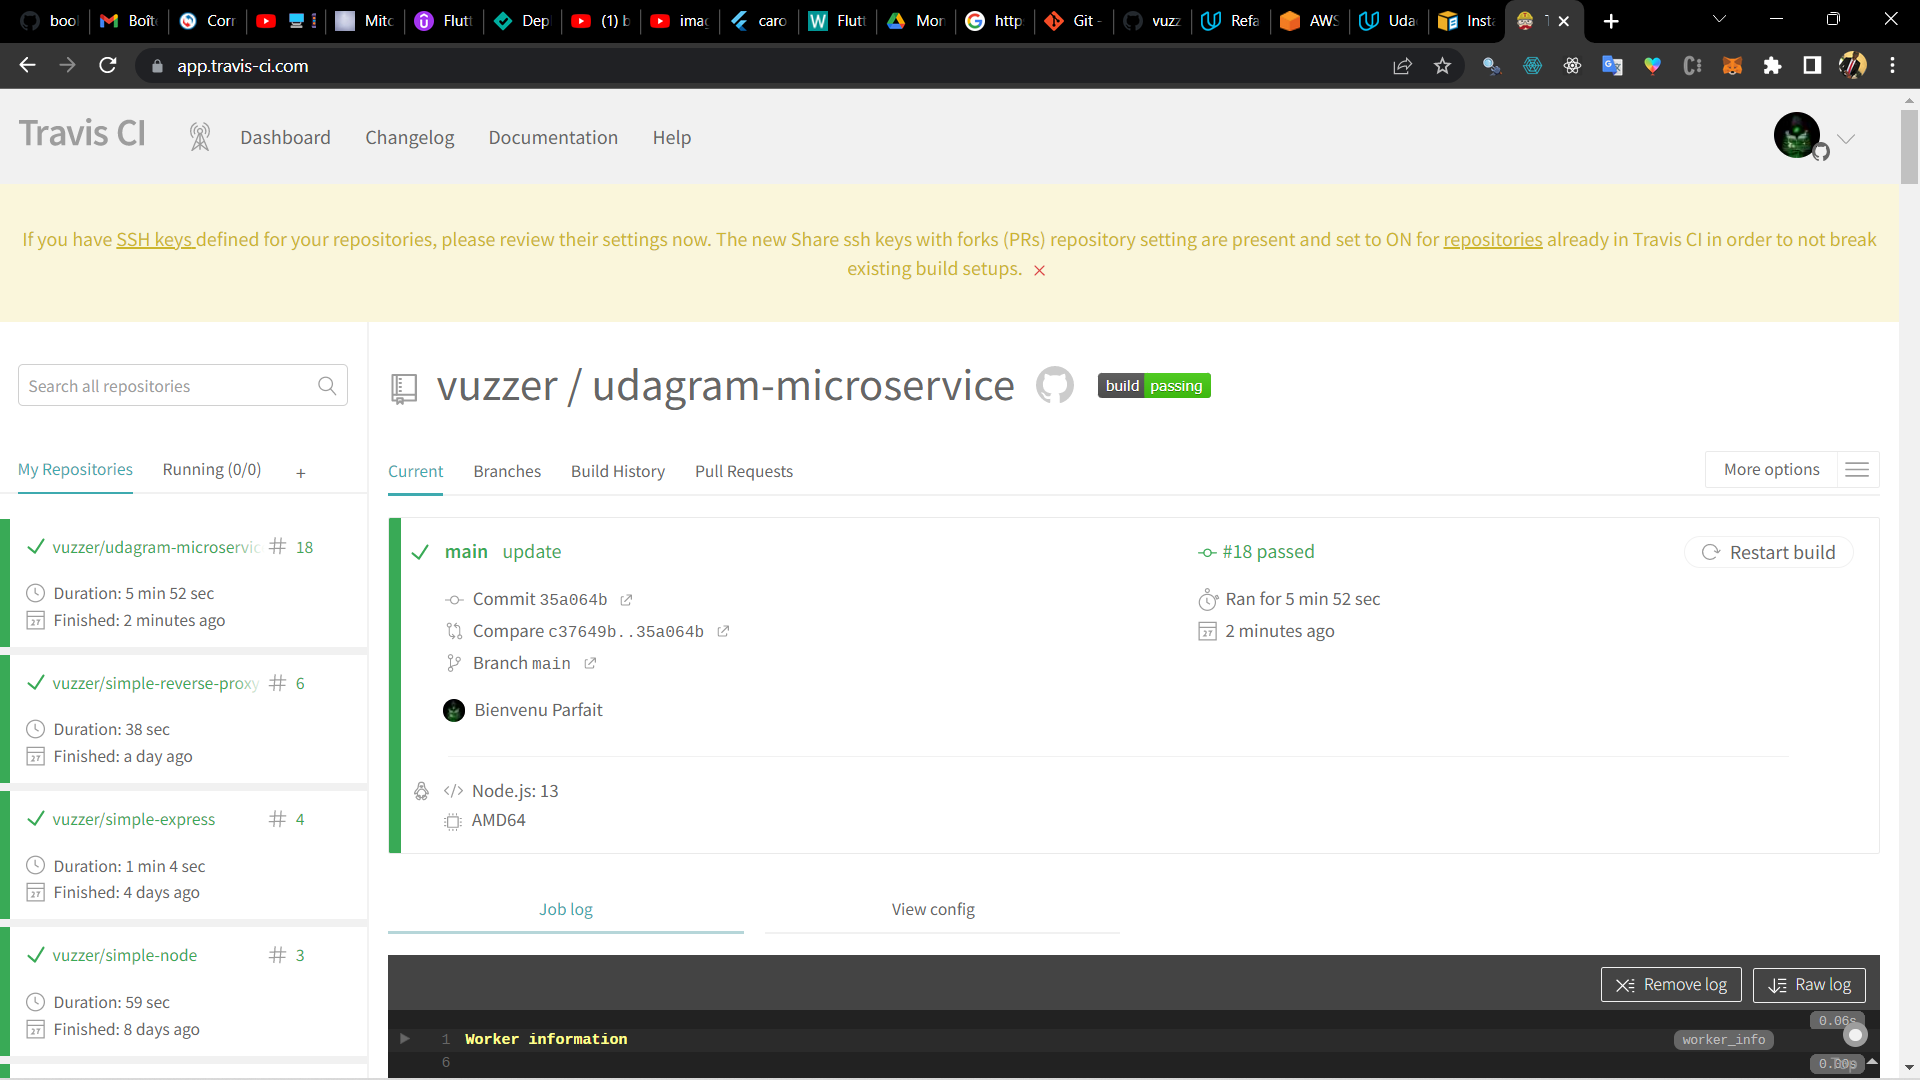 boo
Boît
Corr
Mitc
Flutt
Dep
(1) b
imag
caro
Flutt
Mon
http
Git -
vuzz
Refa
AWS
Uda
Insta
app.travis-ci.com
Travis CI
Dashboard
Changelog
Documentation
Help
If you have SSH keys defined for your repositories, please review their settings now. The new Share ssh keys with forks (PRs) repository setting are present and set to ON for repositories already in Travis CI in order to not break
existing build setups.
Search all repositories
vuzzer / udagram-microservice
build passing
My Repositories
Running (0/0)
+
Current
Branches
Build History
Pull Requests
More options
vuzzer/udagram-microservic # 18
Duration: 5 min 52 sec
Finished: 2 minutes ago
vuzzer/simple-reverse-proxy # 6
Duration: 38 sec
Finished: a day ago
vuzzer/simple-express # 4
Duration: 1 min 4 sec
Finished: 4 days ago
vuzzer/simple-node # 3
Duration: 59 sec
Finished: 8 days ago
main update
#18 passed
Restart build
Commit 35a064b
Ran for 5 min 52 sec
Compare c37649b..35a064b
2 minutes ago
Branch main
Bienvenu Parfait
Node.js: 13
AMD64
Job log
View config
Remove log
Raw log
1 Worker information
worker_info
0.06s
6
0.00s
Top